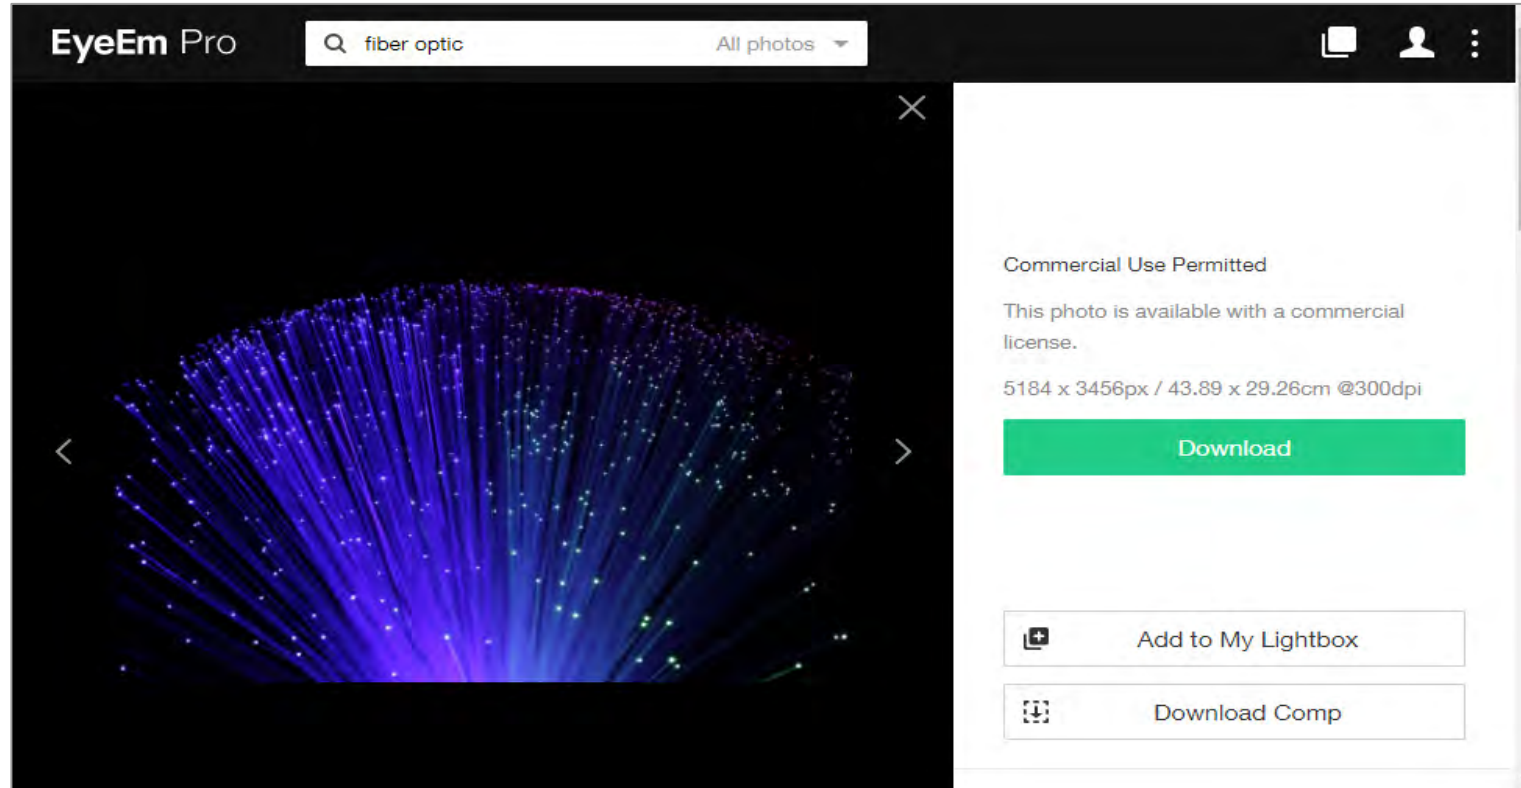 EyeEm Pro
fiber optic
All photos
Commercial Use Permitted
This photo is available with a commercial
license.
5184 x 3456px / 43.89 x 29.26cm @300dpi
Download
Add to My Lightbox
Download Comp